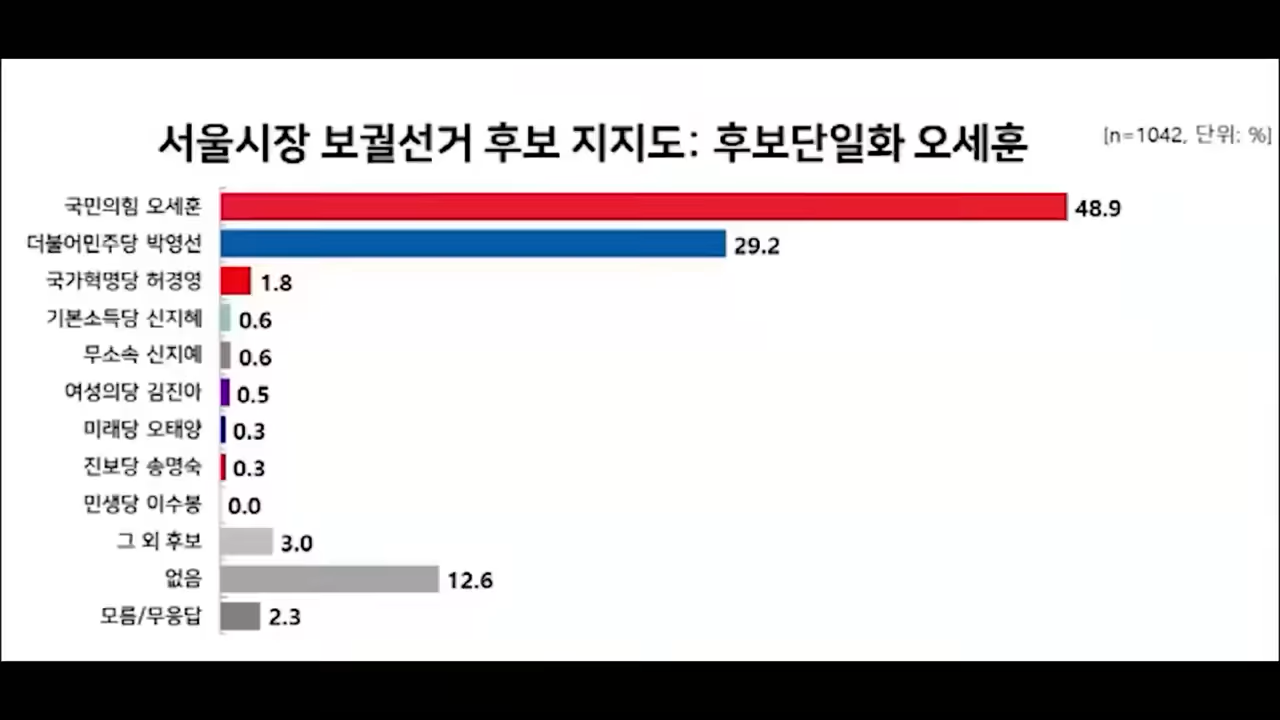 서울시장 보궐선거 후보 지지도: 후보단일화 오세훈
[n=1042, 단위: %]
국민의힘 오세훈 48.9
더불어민주당 박영선 29.2
국가혁명당 허경영 1.8
기본소득당 신지혜 0.6
무소속 신지예 0.6
여성의당 김진아 0.5
미래당 오태양 0.3
진보당 송명숙 0.3
민생당 이수봉 0.0
그 외 후보 3.0
없음 12.6
모름/무응답 2.3